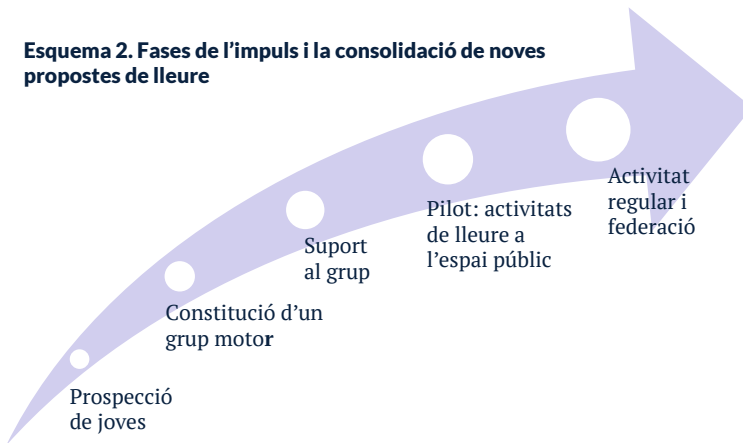 Esquema 2. Fases de l’impuls i la consolidació de noves
propostes de lleure
Prospecció
de joves
Constitució d’un
grup motor
Suport
al grup
Pilot: activitats
de lleure a
l’espai públic
Activitat
regular i
federació